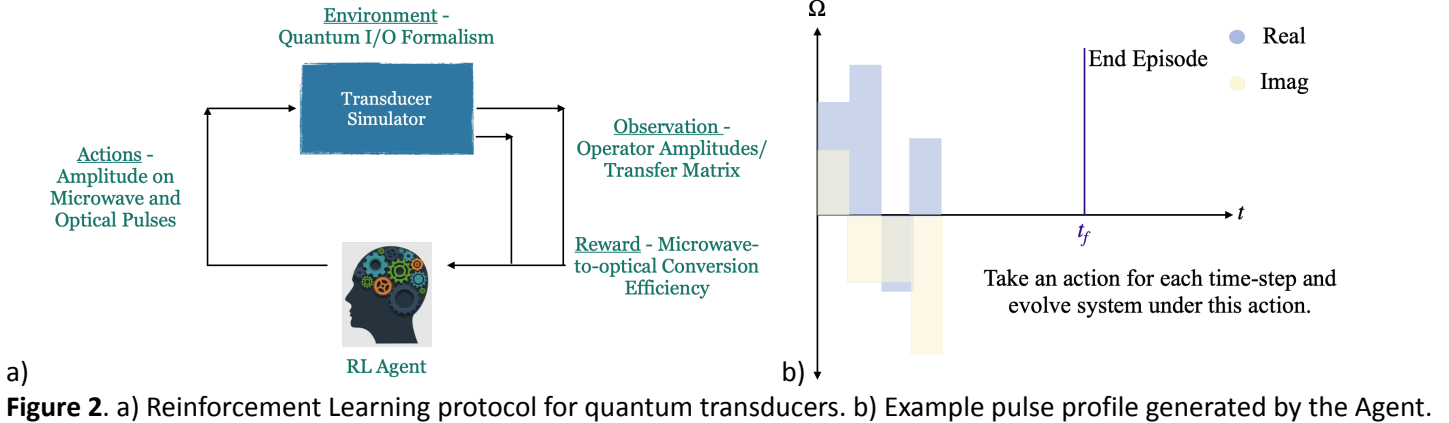 Environment -
Quantum I/O Formalism
Transducer
Simulator
Actions -
Amplitude on
Microwave and
Optical Pulses
Observation -
Operator Amplitudes/
Transfer Matrix
Reward - Microwave-
to-optical Conversion
Efficiency
RL Agent
a)
Ω
Real
Imag
End Episode
t
t_f
Take an action for each time-step and
evolve system under this action.
b)
Figure 2. a) Reinforcement Learning protocol for quantum transducers. b) Example pulse profile generated by the Agent.